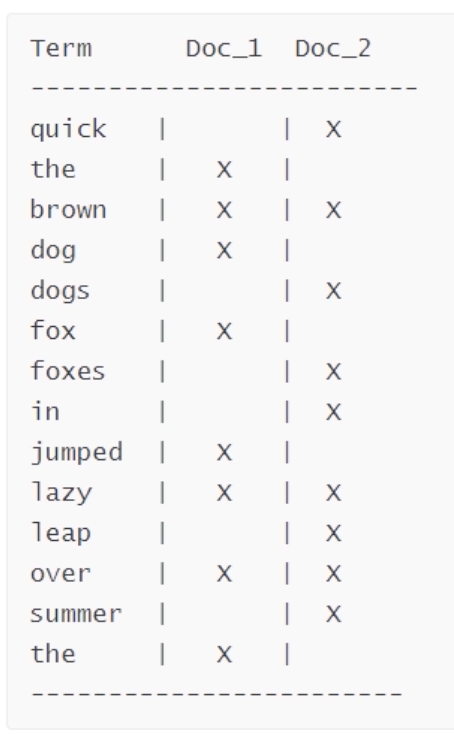 Term      Doc_1  Doc_2
-------------------------
quick   |       |  X
the     |   X   |
brown   |   X   |  X
dog     |   X   |
dogs    |       |  X
fox     |   X   |
foxes   |       |  X
in      |       |  X
jumped  |   X   |
lazy    |   X   |  X
leap    |       |  X
over    |   X   |  X
summer  |       |  X
the     |   X   |
------------------------